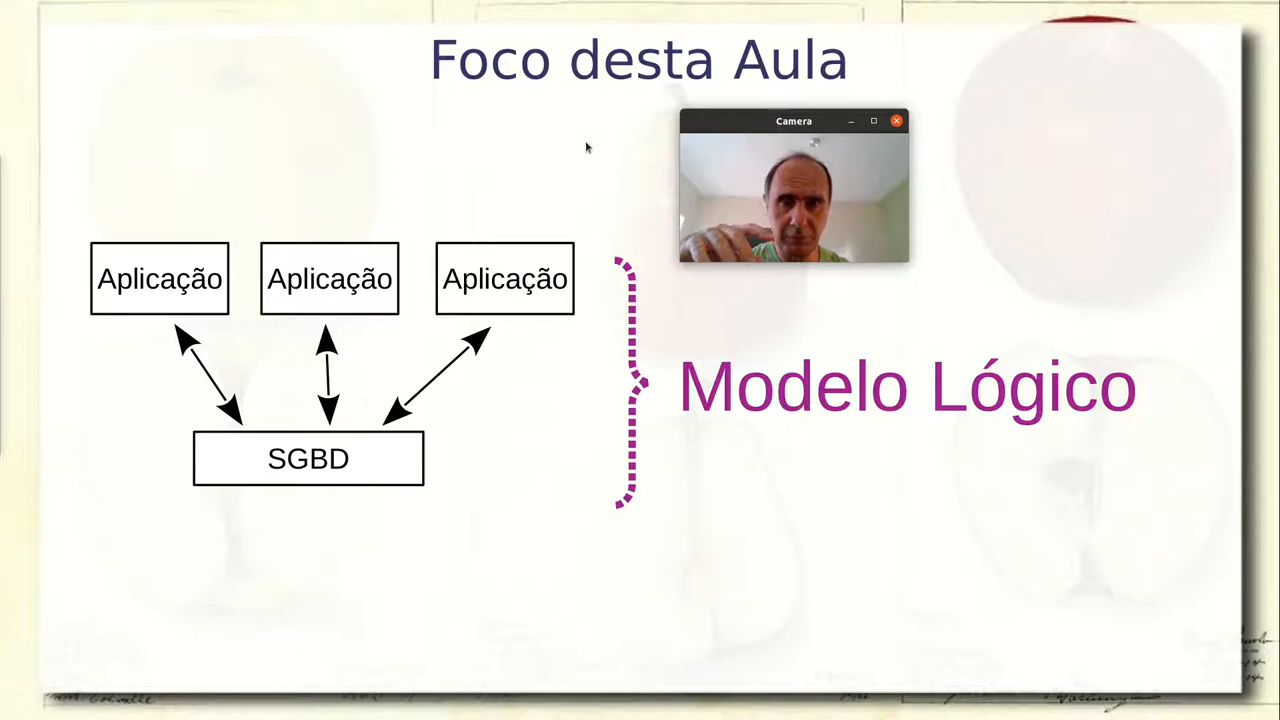 Foco desta Aula
Camera
Aplicação Aplicação Aplicação
SGBD
Modelo Lógico